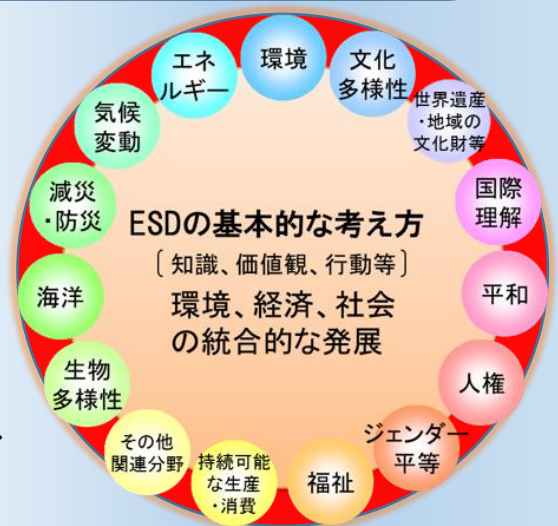 環境
文化
多様性
世界遺産
・地域の
文化財等
国際
理解
平和
人権
ジェンダー
平等
福祉
持続可能
な生産
・消費
その他
関連分野
生物
多様性
海洋
減災
・防災
気候
変動
エネ
ルギー
ESDの基本的な考え方
[知識、価値観、行動等]
環境、経済、社会
の統合的な発展